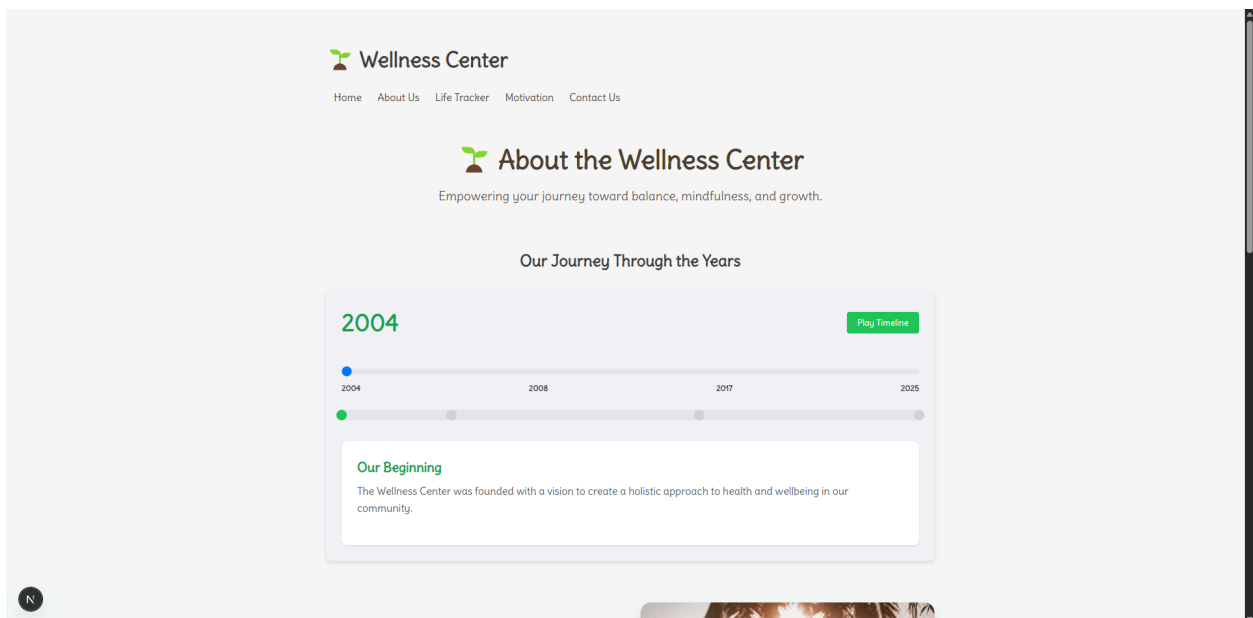 Wellness Center
Home About Us Life Tracker Motivation Contact Us
About the Wellness Center
Empowering your journey toward balance, mindfulness, and growth.
Our Journey Through the Years
2004 Play Timeline
2004 2008 2017 2025
Our Beginning
The Wellness Center was founded with a vision to create a holistic approach to health and wellbeing in our
community.
N